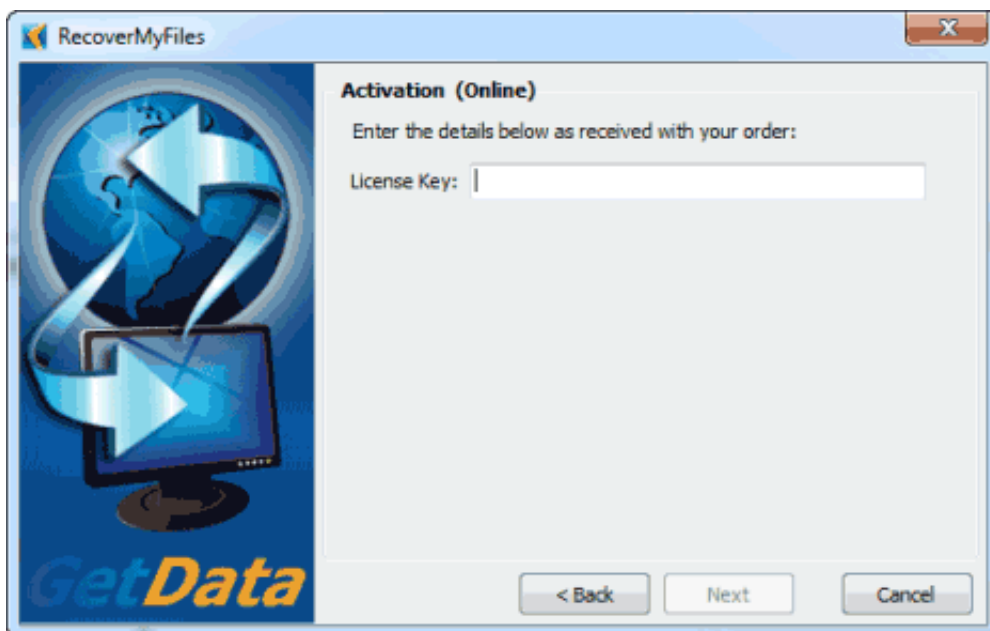 RecoverMyFiles
Activation (Online)
Enter the details below as received with your order:
License Key:
GetData
< Back
Next
Cancel